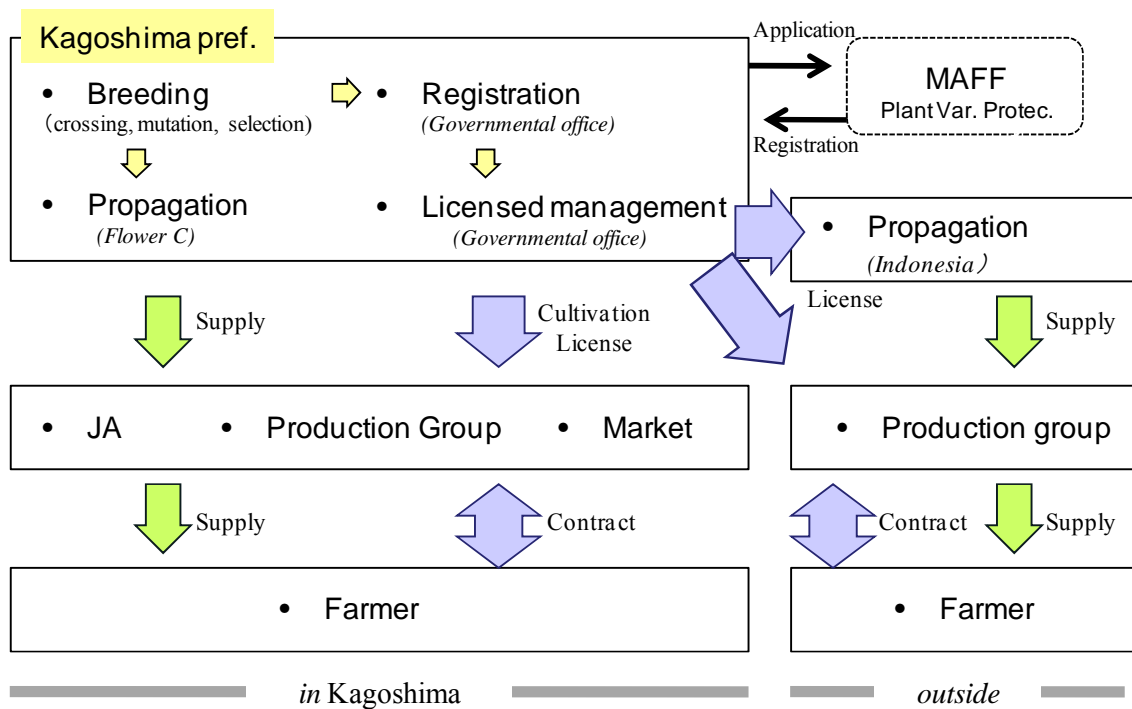 Kagoshima pref.
Application
• Breeding
(crossing, mutation, selection)
• Registration
(Governmental office)
MAFF
Plant Var. Protec.
Registration
• Propagation
(Flower C)
• Licensed management
(Governmental office)
• Propagation
(Indonesia)
Supply
Cultivation
License
License
Supply
• JA
• Production Group
• Market
• Production group
Supply
Contract
Contract
Supply
• Farmer
• Farmer
in Kagoshima
outside